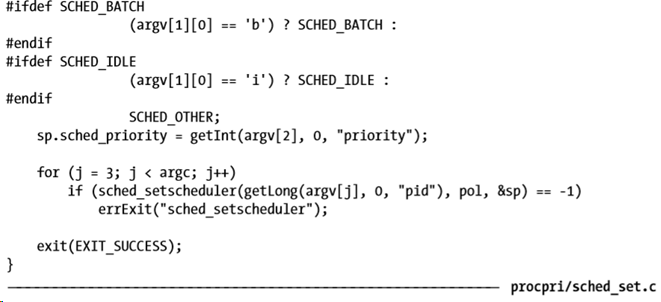 #ifdef SCHED_BATCH
(argv[1][0] == 'b') ? SCHED_BATCH :
#endif
#ifdef SCHED_IDLE
(argv[1][0] == 'i') ? SCHED_IDLE :
#endif
SCHED_OTHER;
sp.sched_priority = getInt(argv[2], 0, "priority");
for (j = 3; j < argc; j++)
if (sched_setscheduler(getLong(argv[j], 0, "pid"), pol, &sp) == -1)
errExit("sched_setscheduler");
exit(EXIT_SUCCESS);
}
procpri/sched_set.c